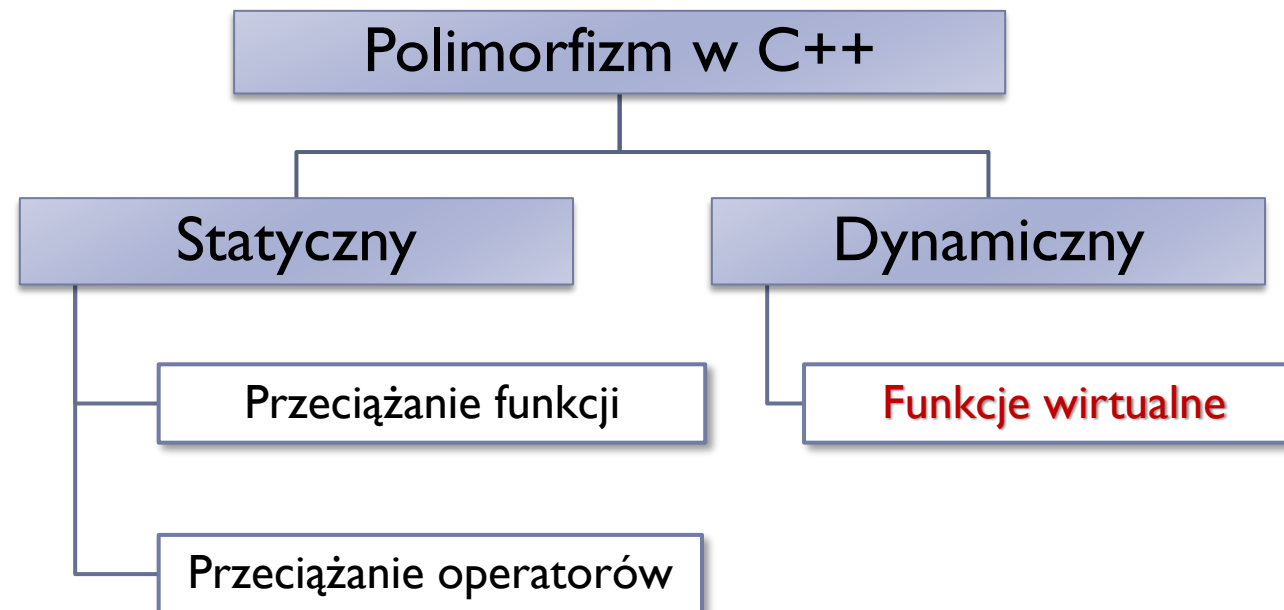 Polimorfizm w C++
Statyczny
Dynamiczny
Przeciążanie funkcji
Funkcje wirtualne
Przeciążanie operatorów